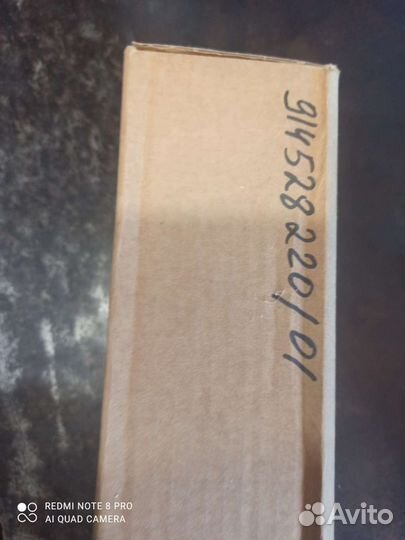 914528220/01
REDMI NOTE 8 PRO
AI QUAD CAMERA
Avito